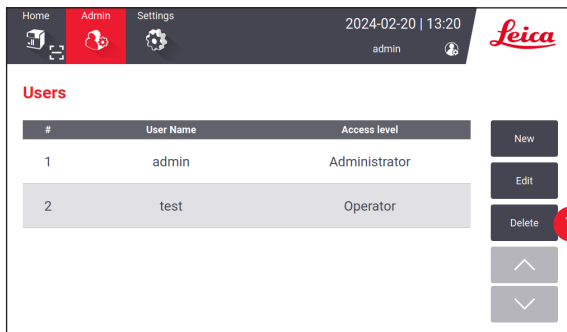 Home Admin Settings
2024-02-20 | 13:20
admin
Leica
Users
# User Name Access level
1 admin Administrator
2 test Operator
New
Edit
Delete